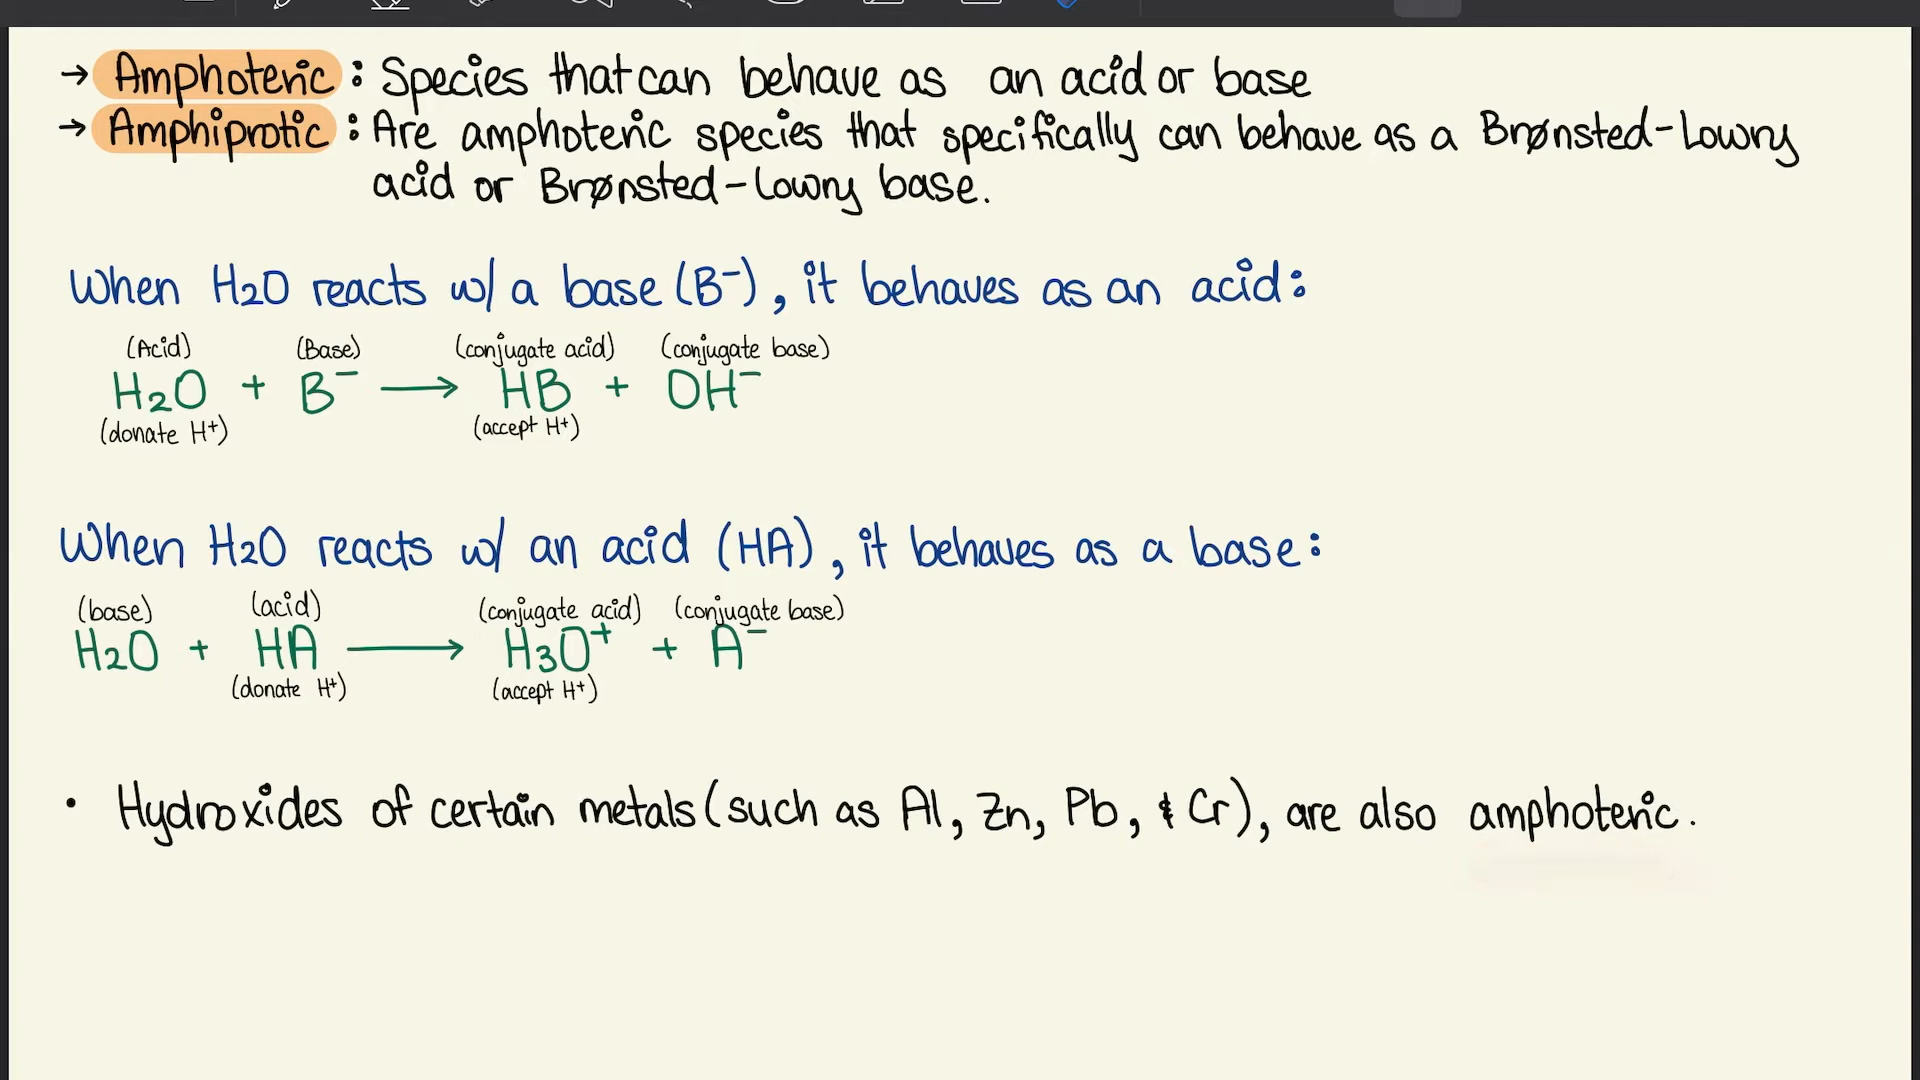 → Amphoteric : Species that can behave as an acid or base
→ Amphiprotic : Are amphoteric species that specifically can behave as a Brønsted-Lowry
acid or Brønsted-Lowry base.
When H2O reacts w/ a base (B⁻), it behaves as an acid:
(Acid) (Base) (conjugate acid) (conjugate base)
H2O + B⁻ → HB + OH⁻
(donate H⁺) (accept H⁺)
When H2O reacts w/ an acid (HA), it behaves as a base:
(base) (acid) (conjugate acid) (conjugate base)
H2O + HA → H3O⁺ + A⁻
(donate H⁺) (accept H⁺)
• Hydroxides of certain metals (such as Al, Zn, Pb, & Cr), are also amphoteric.